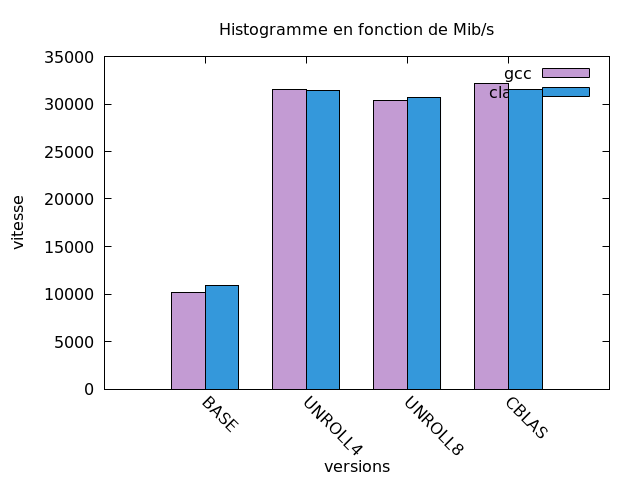 Histogramme en fonction de Mib/s
35000
30000
25000
20000
15000
10000
5000
0
vitesse
gcc
cla
BASE
UNROLL4
UNROLL8
CBLAS
versions